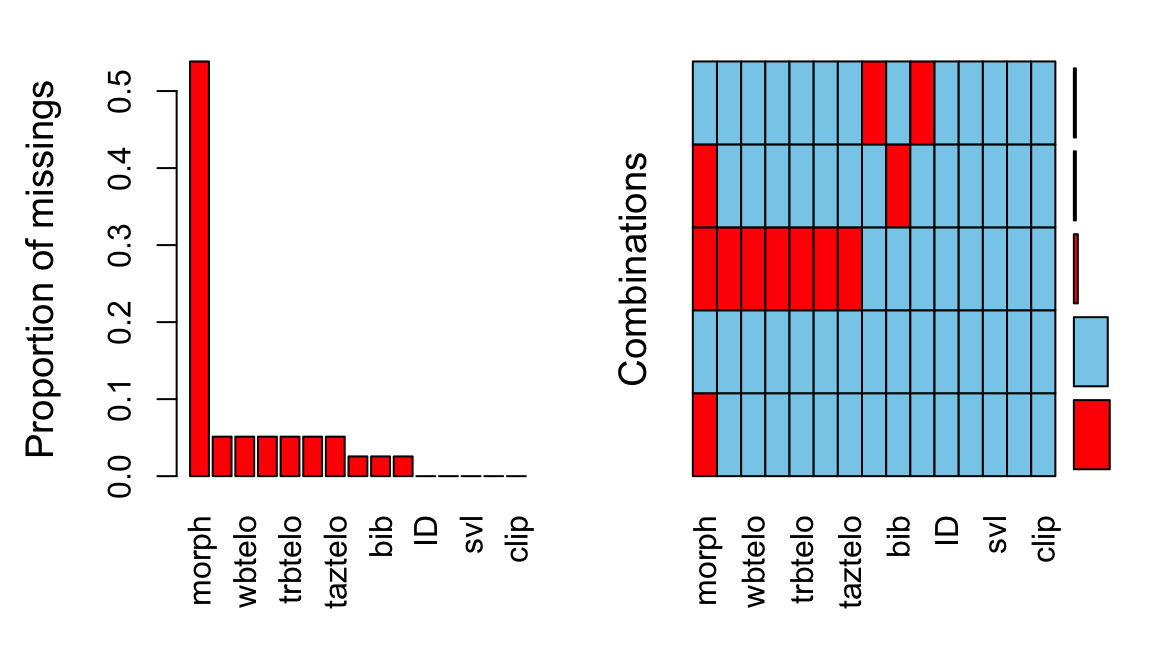 Proportion of missings
0.5
0.4
0.3
0.2
0.1
0.0
morph
wbtelo
trbtelo
taztelo
bib
ID
svl
clip
Combinations
morph
wbtelo
trbtelo
taztelo
bib
ID
svl
clip